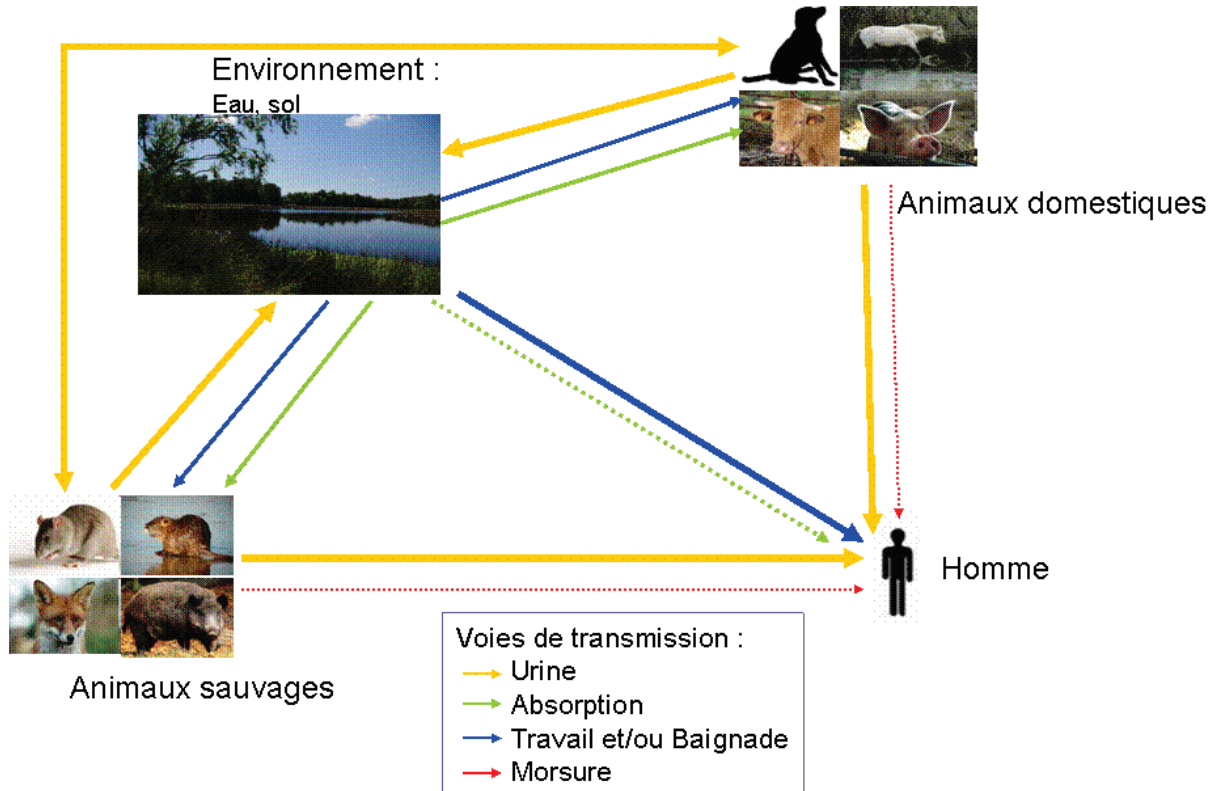 Environnement :
Eau, sol
Animaux domestiques
Homme
Animaux sauvages
Voies de transmission :
Urine
Absorption
Travail et/ou Baignade
Morsure